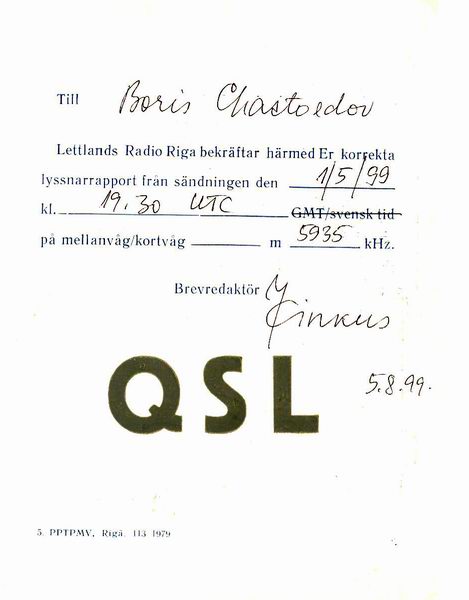 Till Boris Chastoedov
Lettlands Radio Riga bekräftar härmed Er korrekta
lyssnarrapport från sändningen den 1/5/99
kl. 19.30 UTC GMT/svensk tid
på mellanvåg/kortvåg m 5935 kHz.
Brevredaktör
QSL
5.8.99.
5. PPTPMV, Rīgā. 113 1979